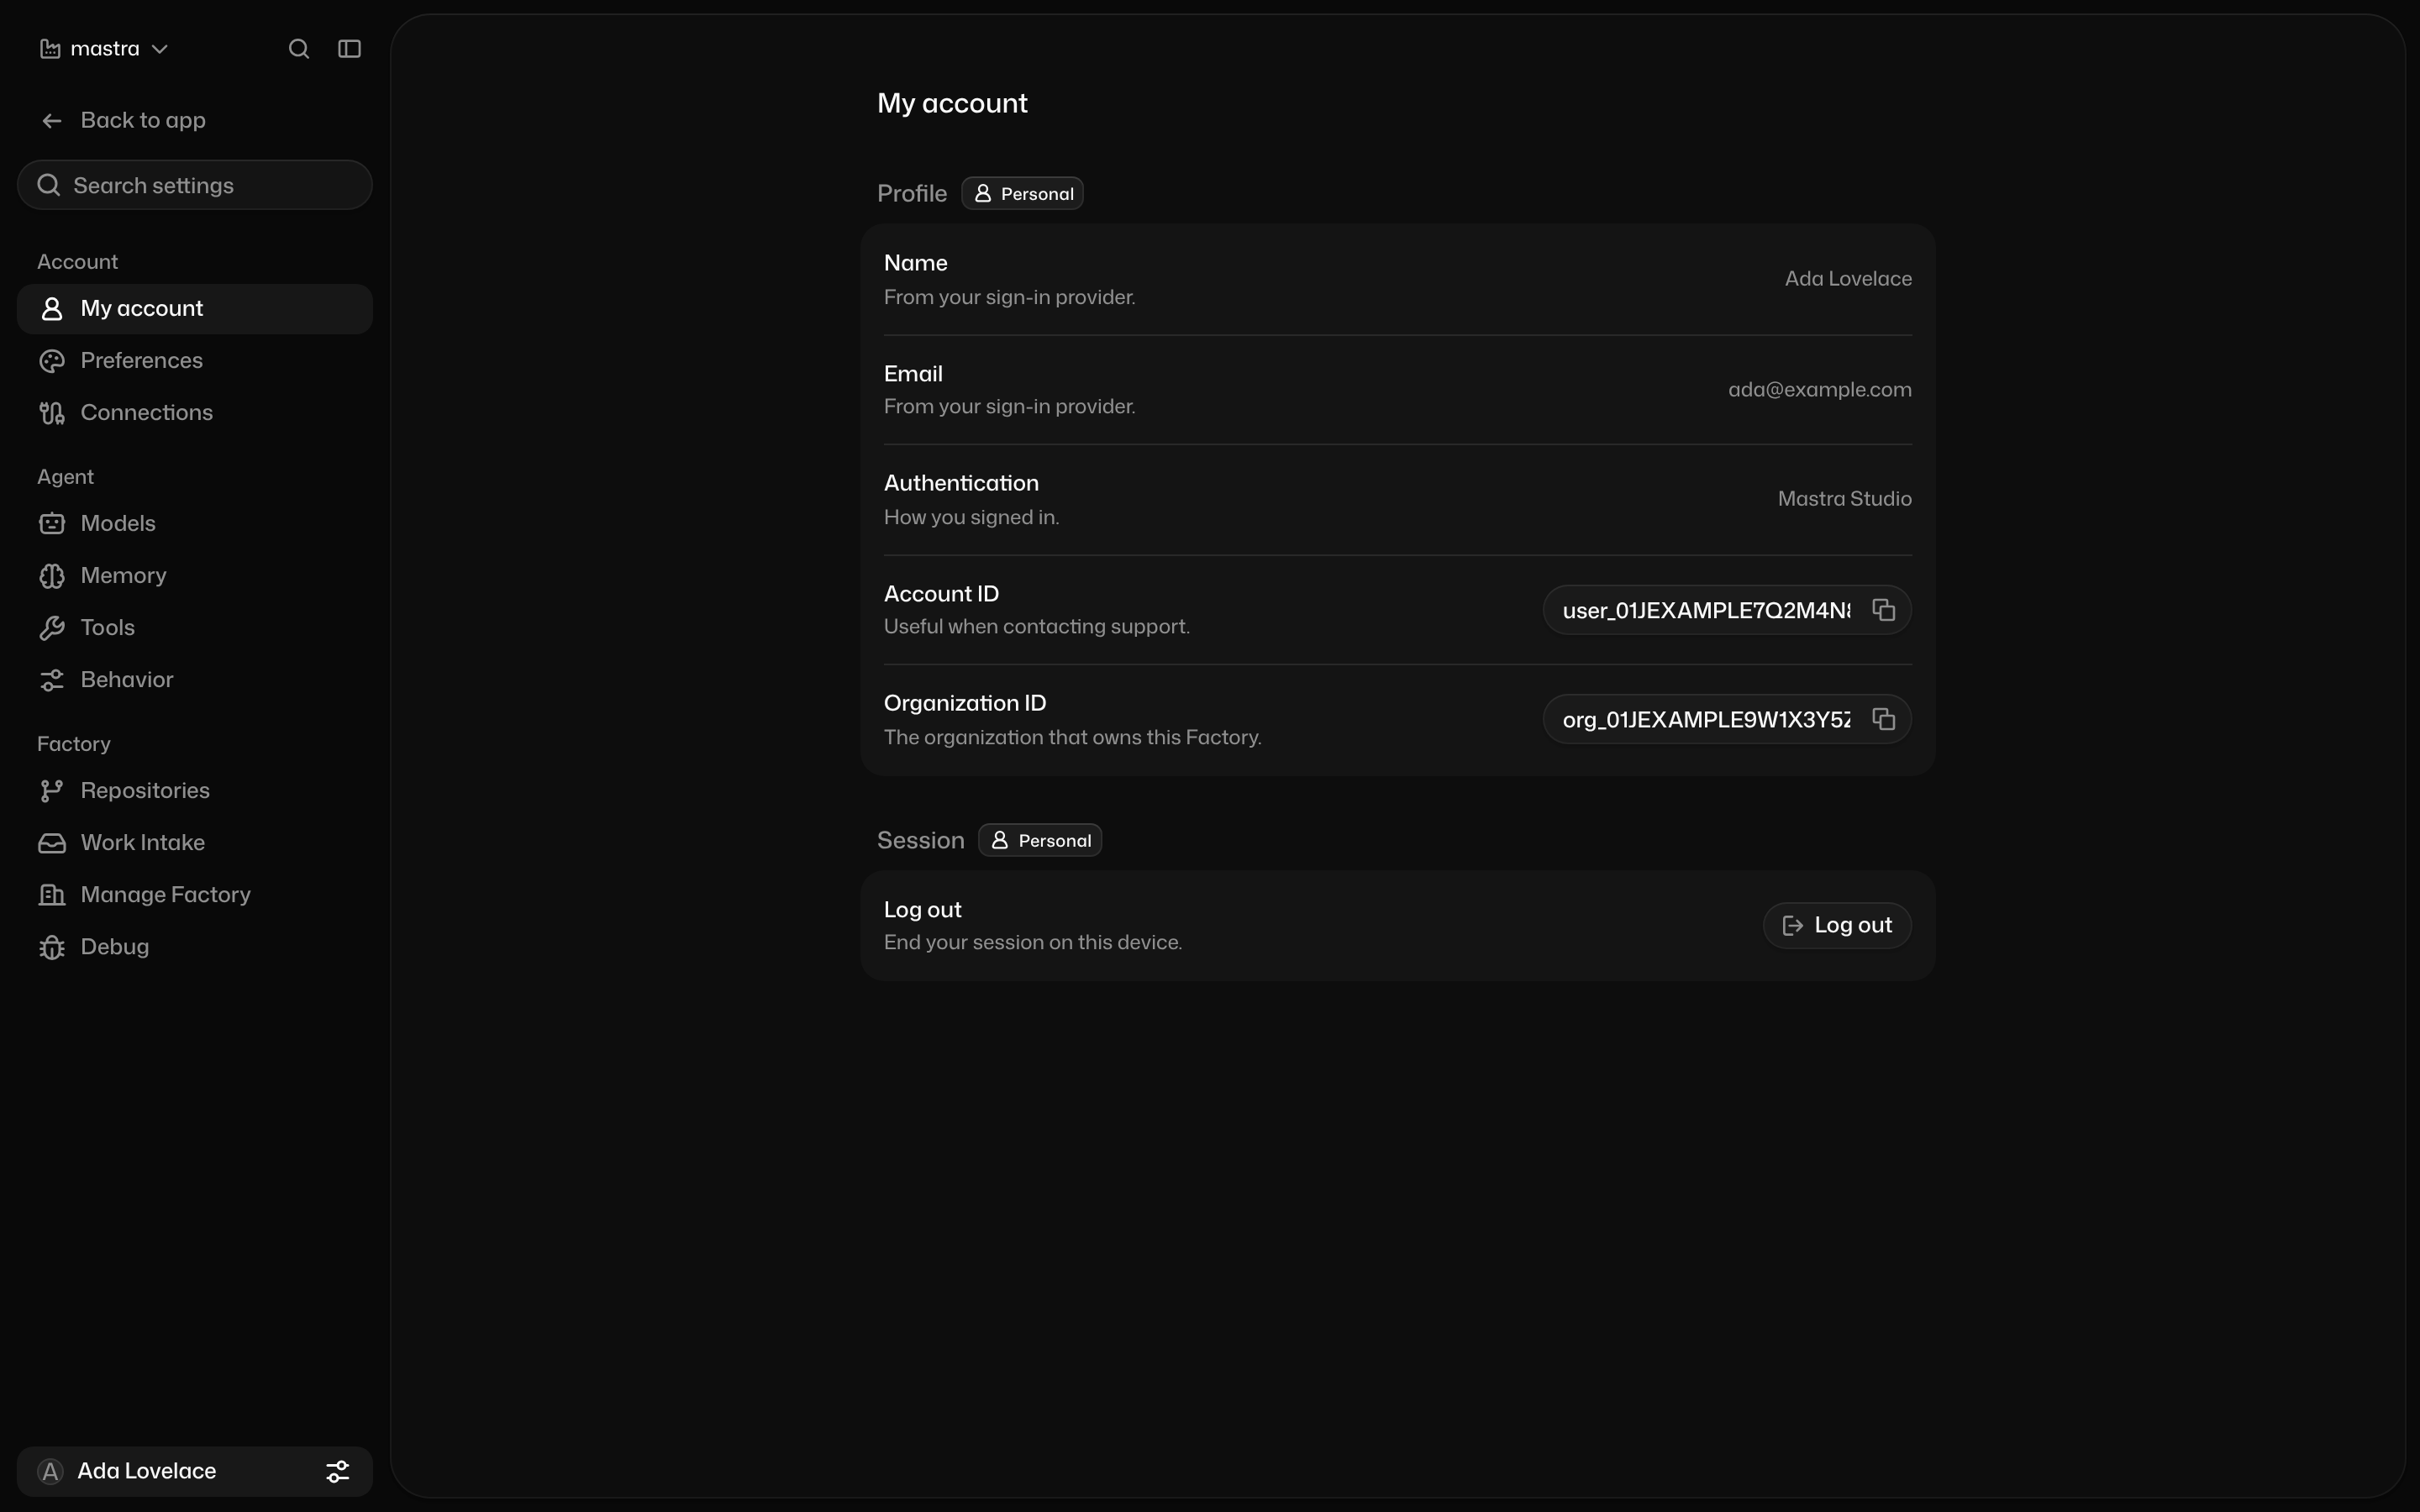 mastra
Back to app
Search settings
Account
My account
Preferences
Connections
Agent
Models
Memory
Tools
Behavior
Factory
Repositories
Work Intake
Manage Factory
Debug
A Ada Lovelace
My account
Profile Personal
Name
From your sign-in provider.
Ada Lovelace
Email
From your sign-in provider.
ada@example.com
Authentication
How you signed in.
Mastra Studio
Account ID
Useful when contacting support.
user_01JEXAMPLE7Q2M4N
Organization ID
The organization that owns this Factory.
org_01JEXAMPLE9W1X3Y5
Session Personal
Log out
End your session on this device.
Log out